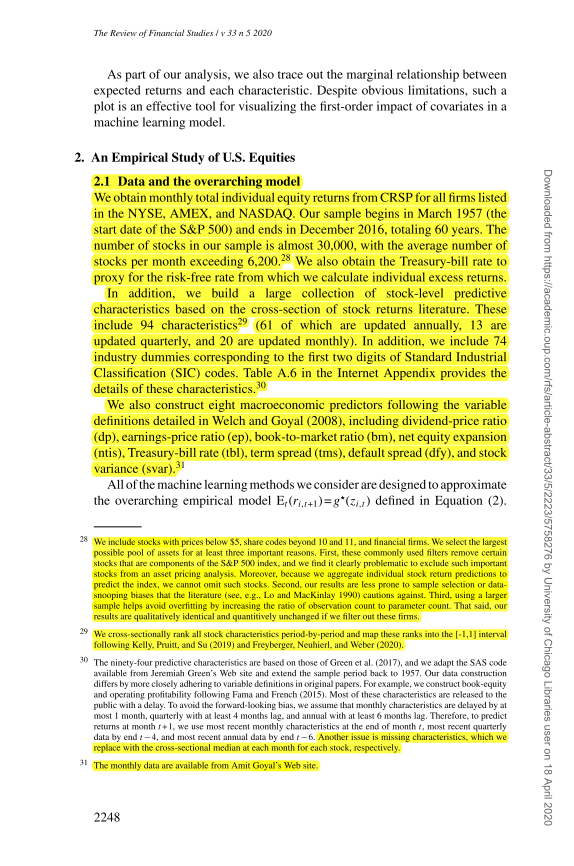 The Review of Financial Studies / v 33 n 5 2020
As part of our analysis, we also trace out the marginal relationship between
expected returns and each characteristic. Despite obvious limitations, such a
plot is an effective tool for visualizing the first-order impact of covariates in a
machine learning model.
2. An Empirical Study of U.S. Equities
2.1 Data and the overarching model
We obtain monthly total individual equity returns from CRSP for all firms listed
in the NYSE, AMEX, and NASDAQ. Our sample begins in March 1957 (the
start date of the S&P 500) and ends in December 2016, totaling 60 years. The
number of stocks in our sample is almost 30,000, with the average number of
stocks per month exceeding 6,200.28 We also obtain the Treasury-bill rate to
proxy for the risk-free rate from which we calculate individual excess returns.
In addition, we build a large collection of stock-level predictive
characteristics based on the cross-section of stock returns literature. These
include 94 characteristics29 (61 of which are updated annually, 13 are
updated quarterly, and 20 are updated monthly). In addition, we include 74
industry dummies corresponding to the first two digits of Standard Industrial
Classification (SIC) codes. Table A.6 in the Internet Appendix provides the
details of these characteristics.30
We also construct eight macroeconomic predictors following the variable
definitions detailed in Welch and Goyal (2008), including dividend-price ratio
(dp), earnings-price ratio (ep), book-to-market ratio (bm), net equity expansion
(ntis), Treasury-bill rate (tbl), term spread (tms), default spread (dfy), and stock
variance (svar).31
All of the machine learning methods we consider are designed to approximate
the overarching empirical model Et(ri,t+1)=g⋆(zi,t) defined in Equation (2).
28 We include stocks with prices below $5, share codes beyond 10 and 11, and financial firms. We select the largest
possible pool of assets for at least three important reasons. First, these commonly used filters remove certain
stocks that are components of the S&P 500 index, and we find it clearly problematic to exclude such important
stocks from an asset pricing analysis. Moreover, because we aggregate individual stock return predictions to
predict the index, we cannot omit such stocks. Second, our results are less prone to sample selection or data-
snooping biases that the literature (see, e.g., Lo and MacKinlay 1990) cautions against. Third, using a larger
sample helps avoid overfitting by increasing the ratio of observation count to parameter count. That said, our
results are qualitatively identical and quantitively unchanged if we filter out these firms.
29 We cross-sectionally rank all stock characteristics period-by-period and map these ranks into the [-1,1] interval
following Kelly, Pruitt, and Su (2019) and Freyberger, Neuhierl, and Weber (2020).
30 The ninety-four predictive characteristics are based on those of Green et al. (2017), and we adapt the SAS code
available from Jeremiah Green's Web site and extend the sample period back to 1957. Our data construction
differs by more closely adhering to variable definitions in original papers. For example, we construct book-equity
and operating profitability following Fama and French (2015). Most of these characteristics are released to the
public with a delay. To avoid the forward-looking bias, we assume that monthly characteristics are delayed by at
most 1 month, quarterly with at least 4 months lag, and annual with at least 6 months lag. Therefore, to predict
returns at month t+1, we use most recent monthly characteristics at the end of month t, most recent quarterly
data by end t−4, and most recent annual data by end t−6. Another issue is missing characteristics, which we
replace with the cross-sectional median at each month for each stock, respectively.
31 The monthly data are available from Amit Goyal's Web site.
2248
Downloaded from https://academic.oup.com/rfs/article-abstract/33/5/2223/5758276 by University of Chicago Libraries user on 18 April 2020